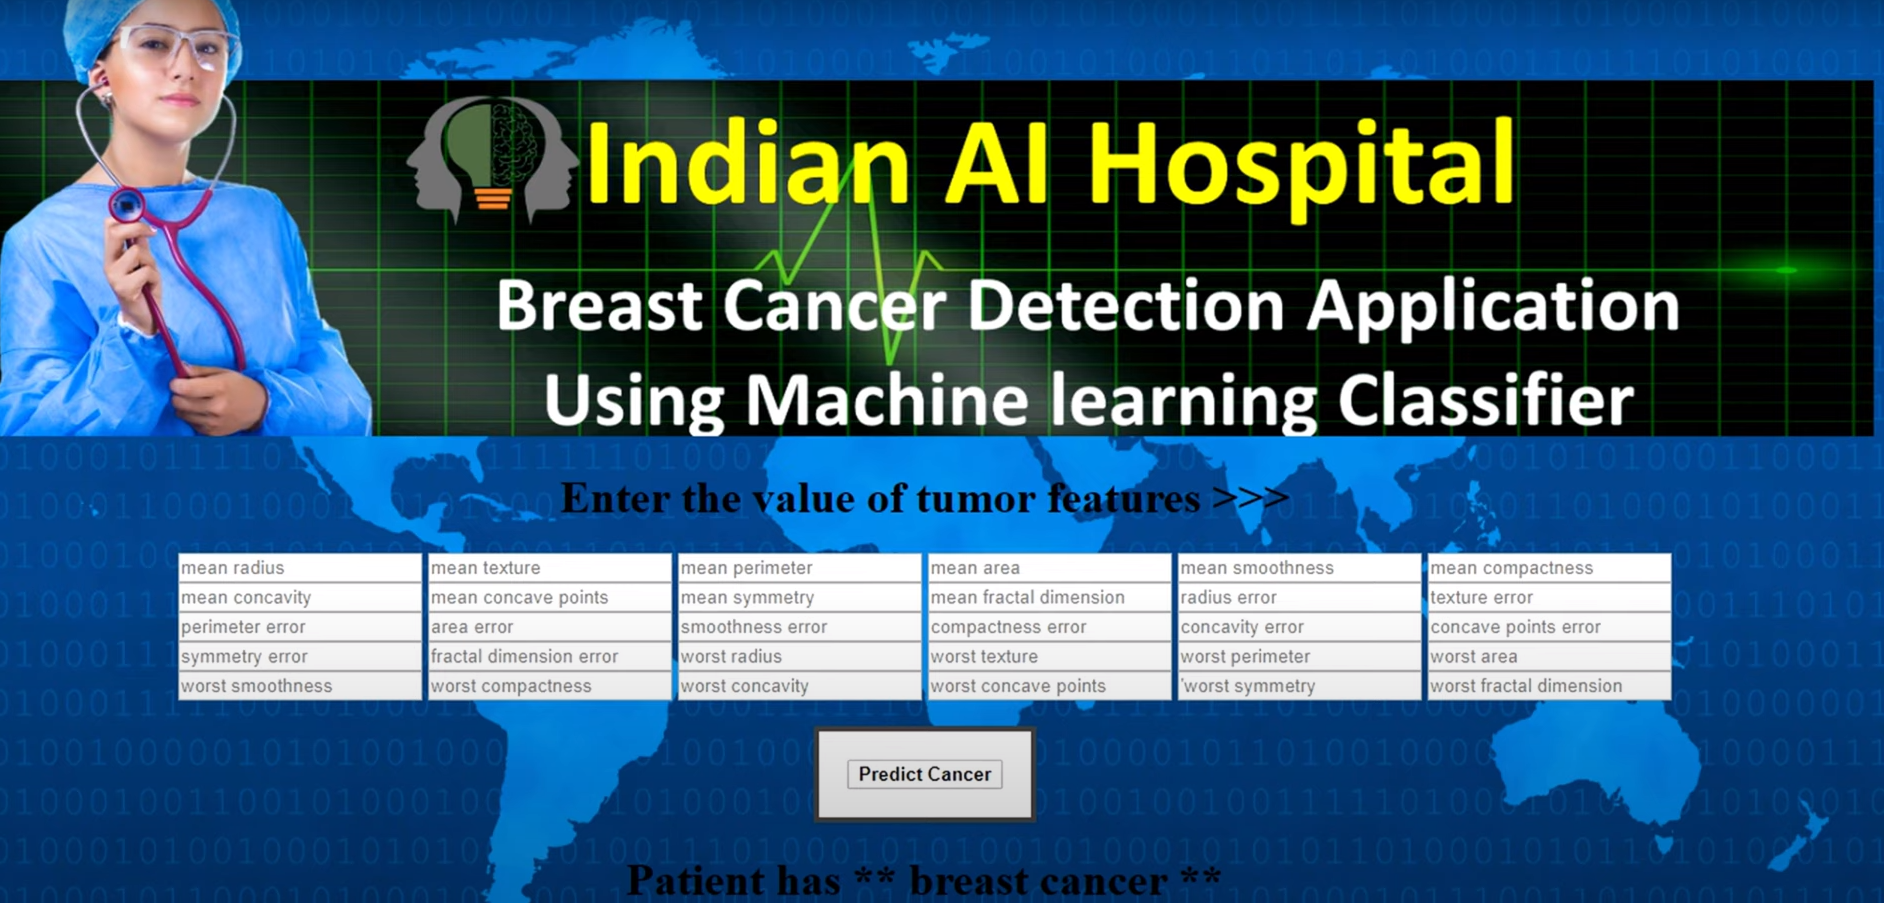 Indian AI Hospital
Breast Cancer Detection Application
Using Machine learning Classifier
Enter the value of tumor features >>>
mean radius mean texture mean perimeter mean area mean smoothness mean compactness
mean concavity mean concave points mean symmetry mean fractal dimension radius error texture error
perimeter error area error smoothness error compactness error concavity error concave points error
symmetry error fractal dimension error worst radius worst texture worst perimeter worst area
worst smoothness worst compactness worst concavity worst concave points 'worst symmetry worst fractal dimension
Predict Cancer
Patient has ** breast cancer **